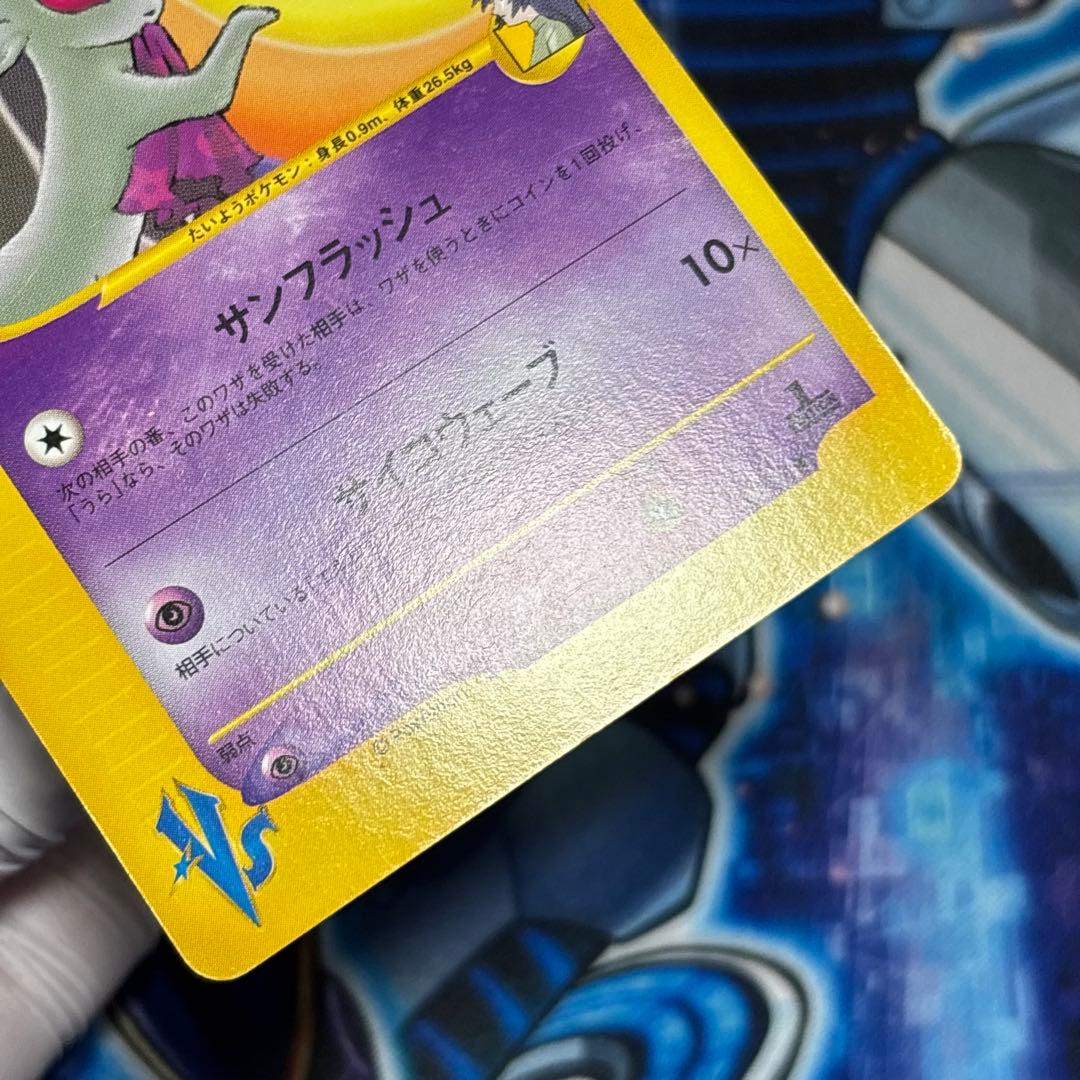 たいようポケモン：身長0.9m、体重26.5kg
サンフラッシュ
次の相手の番、このワザを受けた相手は、ワザを使うときにコインを1回投げ、
「うら」なら、そのワザは失敗する。
サイコウェーブ 10×
相手についている
弱点
VS